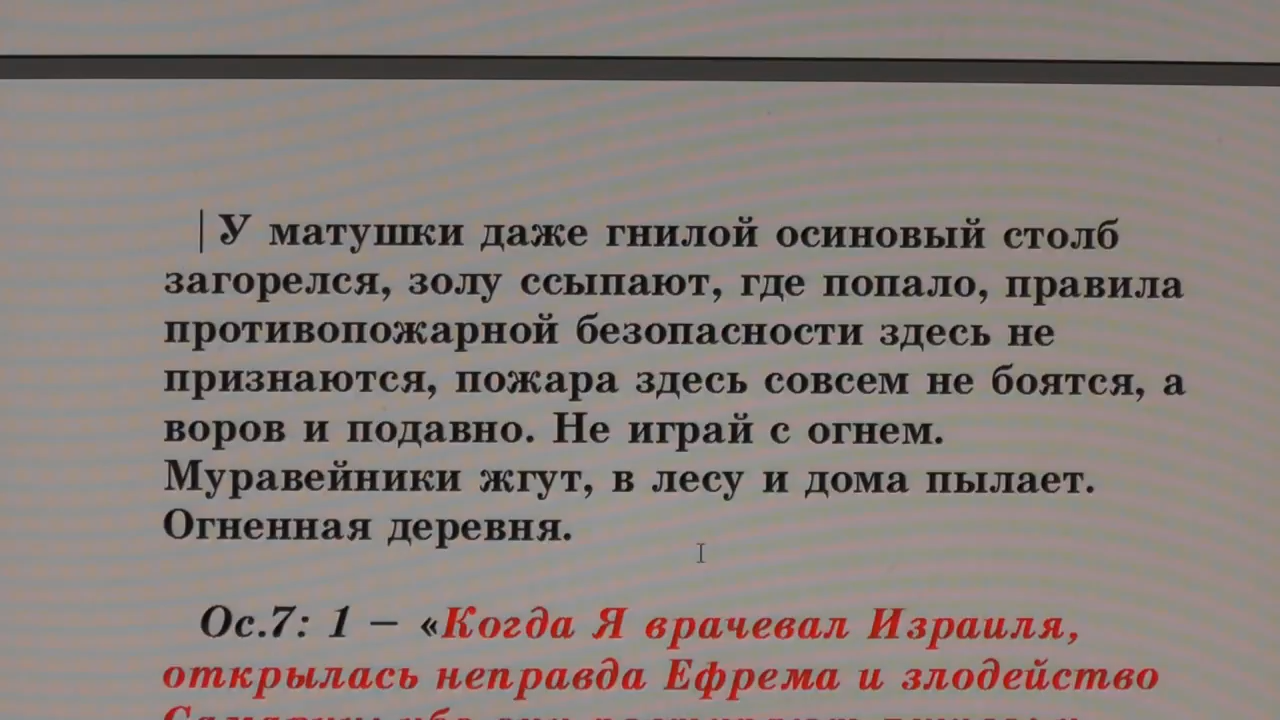 У матушки даже гнилой осиновый столб
загорелся, золу ссыпают, где попало, правила
противопожарной безопасности здесь не
признаются, пожара здесь совсем не боятся, а
воров и подавно. Не играй с огнем.
Муравейники жгут, в лесу и дома пылает.
Огненная деревня.
Ос.7: 1 – «Когда Я врачевал Израиля,
открылась неправда Ефрема и злодейство